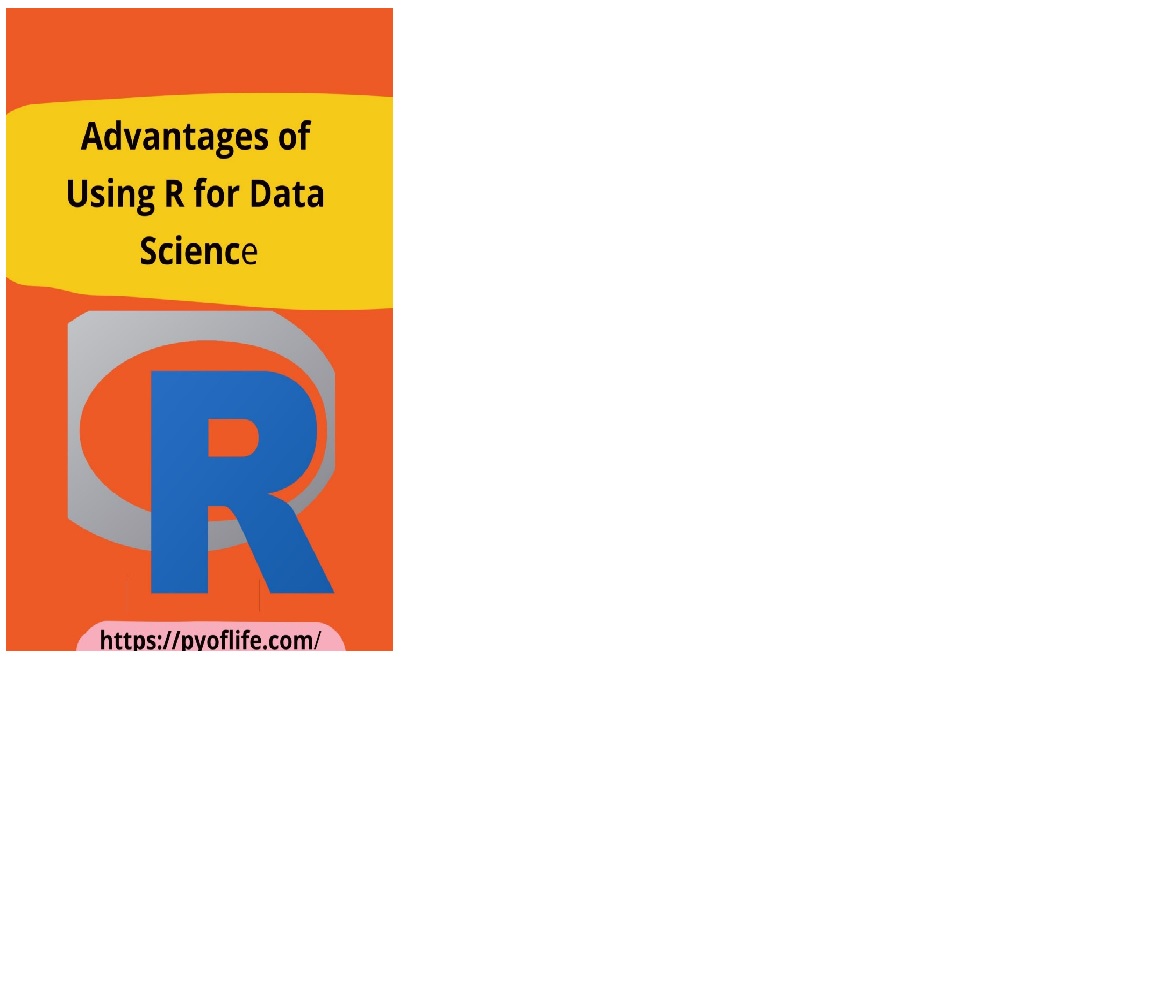 Advantages of
Using R for Data
Science
R
https://pyoflife.com/